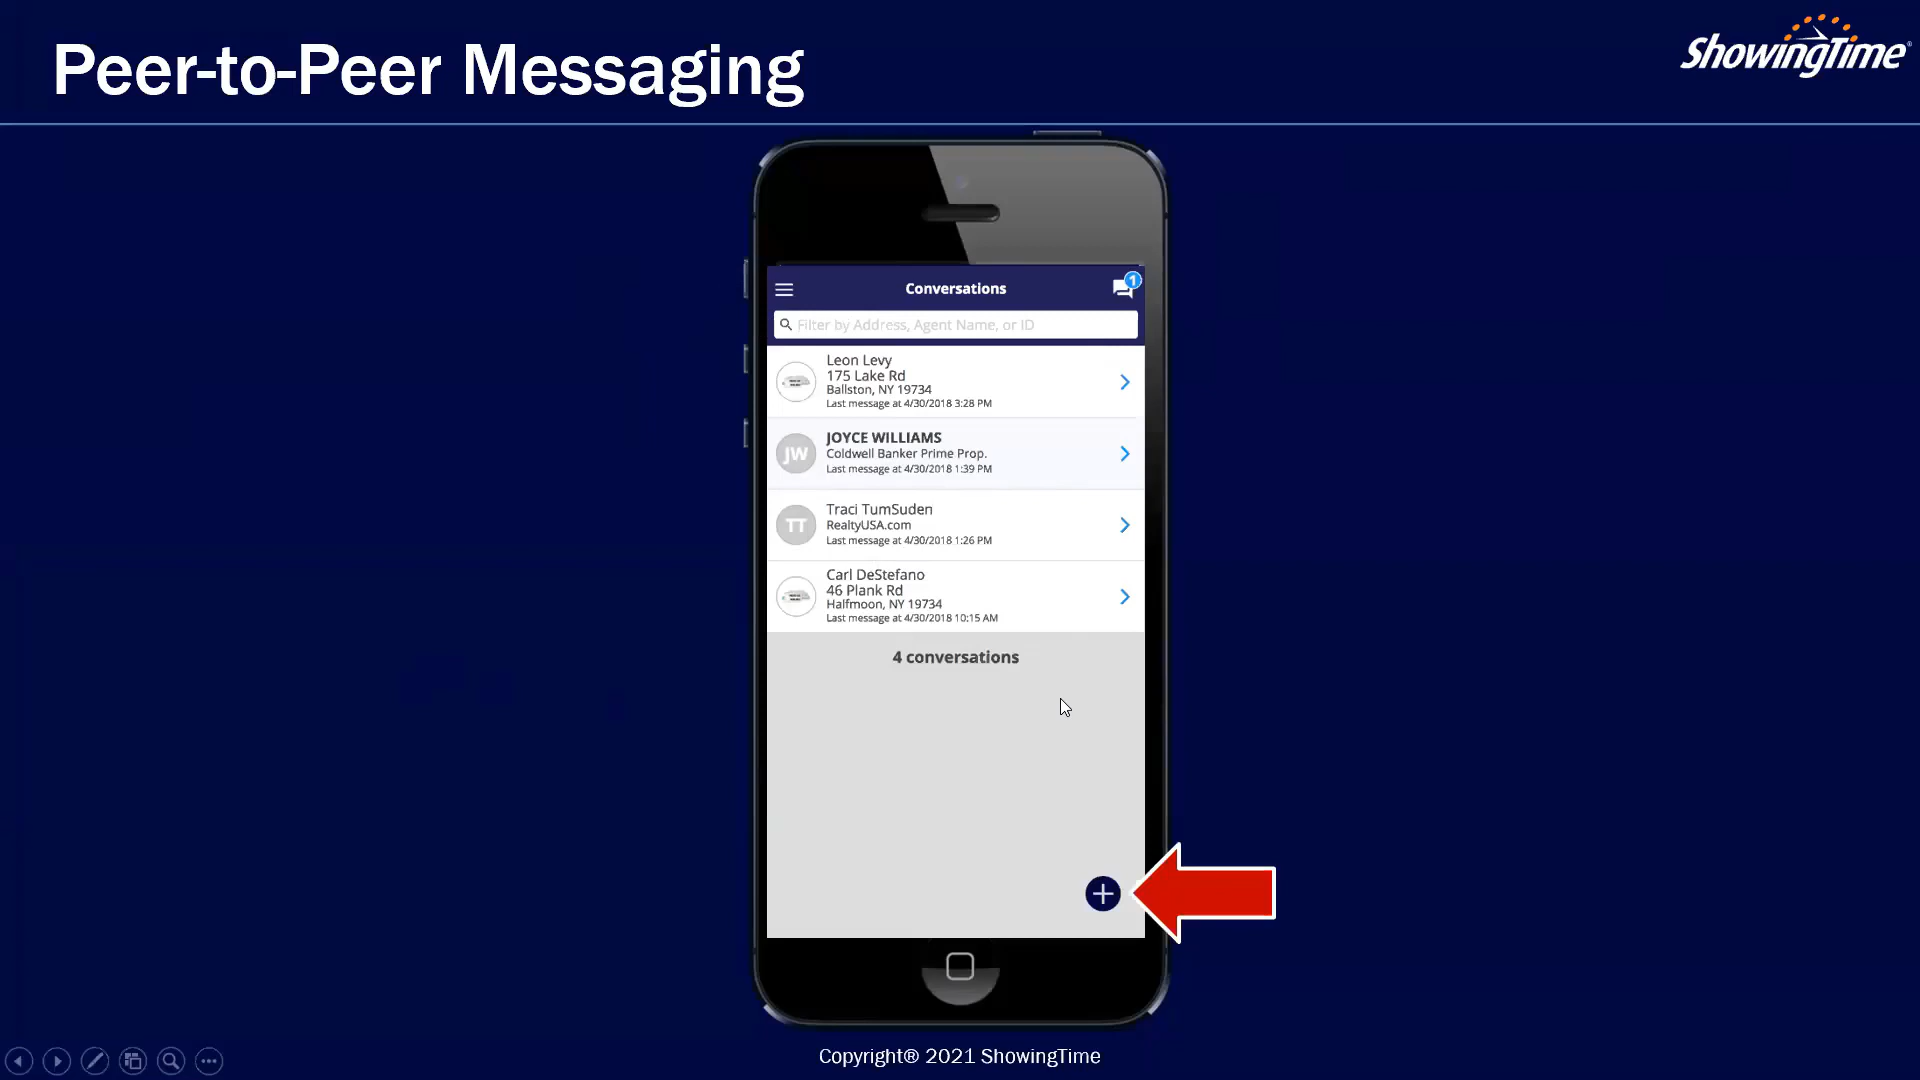 Peer-to-Peer Messaging
ShowingTime®
Conversations
1
Filter by Address, Agent Name, or ID
Leon Levy
175 Lake Rd
Ballston, NY 19734
Last message at 4/30/2018 3:28 PM
JW
JOYCE WILLIAMS
Coldwell Banker Prime Prop.
Last message at 4/30/2018 1:39 PM
TT
Traci TumSuden
RealtyUSA.com
Last message at 4/30/2018 1:26 PM
Carl DeStefano
46 Plank Rd
Halfmoon, NY 19734
Last message at 4/30/2018 10:15 AM
4 conversations
Copyright® 2021 ShowingTime